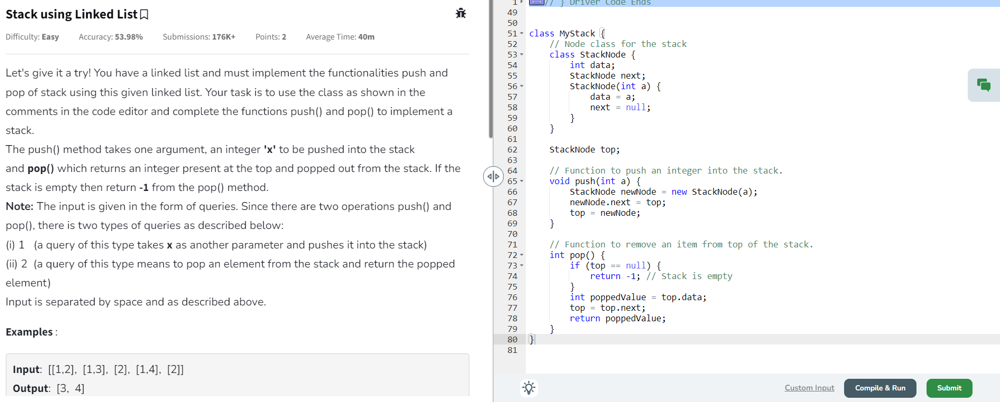 Stack using Linked List
Difficulty: Easy Accuracy: 53.98% Submissions: 176K+ Points: 2 Average Time: 40m
Let's give it a try! You have a linked list and must implement the functionalities push and
pop of stack using this given linked list. Your task is to use the class as shown in the
comments in the code editor and complete the functions push() and pop() to implement a
stack.
The push() method takes one argument, an integer 'x' to be pushed into the stack
and pop() which returns an integer present at the top and popped out from the stack. If the
stack is empty then return -1 from the pop() method.
Note: The input is given in the form of queries. Since there are two operations push() and
pop(), there is two types of queries as described below:
(i) 1 (a query of this type takes x as another parameter and pushes it into the stack)
(ii) 2 (a query of this type means to pop an element from the stack and return the popped
element)
Input is separated by space and as described above.
Examples :
Input: [[1,2], [1,3], [2], [1,4], [2]]
Output: [3, 4]
1 // } Driver Code Ends
49
50
51 class MyStack {
52     // Node class for the stack
53     class StackNode {
54         int data;
55         StackNode next;
56         StackNode(int a) {
57             data = a;
58             next = null;
59         }
60     }
61
62     StackNode top;
63
64     // Function to push an integer into the stack.
65     void push(int a) {
66         StackNode newNode = new StackNode(a);
67         newNode.next = top;
68         top = newNode;
69     }
70
71     // Function to remove an item from top of the stack.
72     int pop() {
73         if (top == null) {
74             return -1; // Stack is empty
75         }
76         int poppedValue = top.data;
77         top = top.next;
78         return poppedValue;
79     }
80 }
81
Custom Input Compile & Run Submit